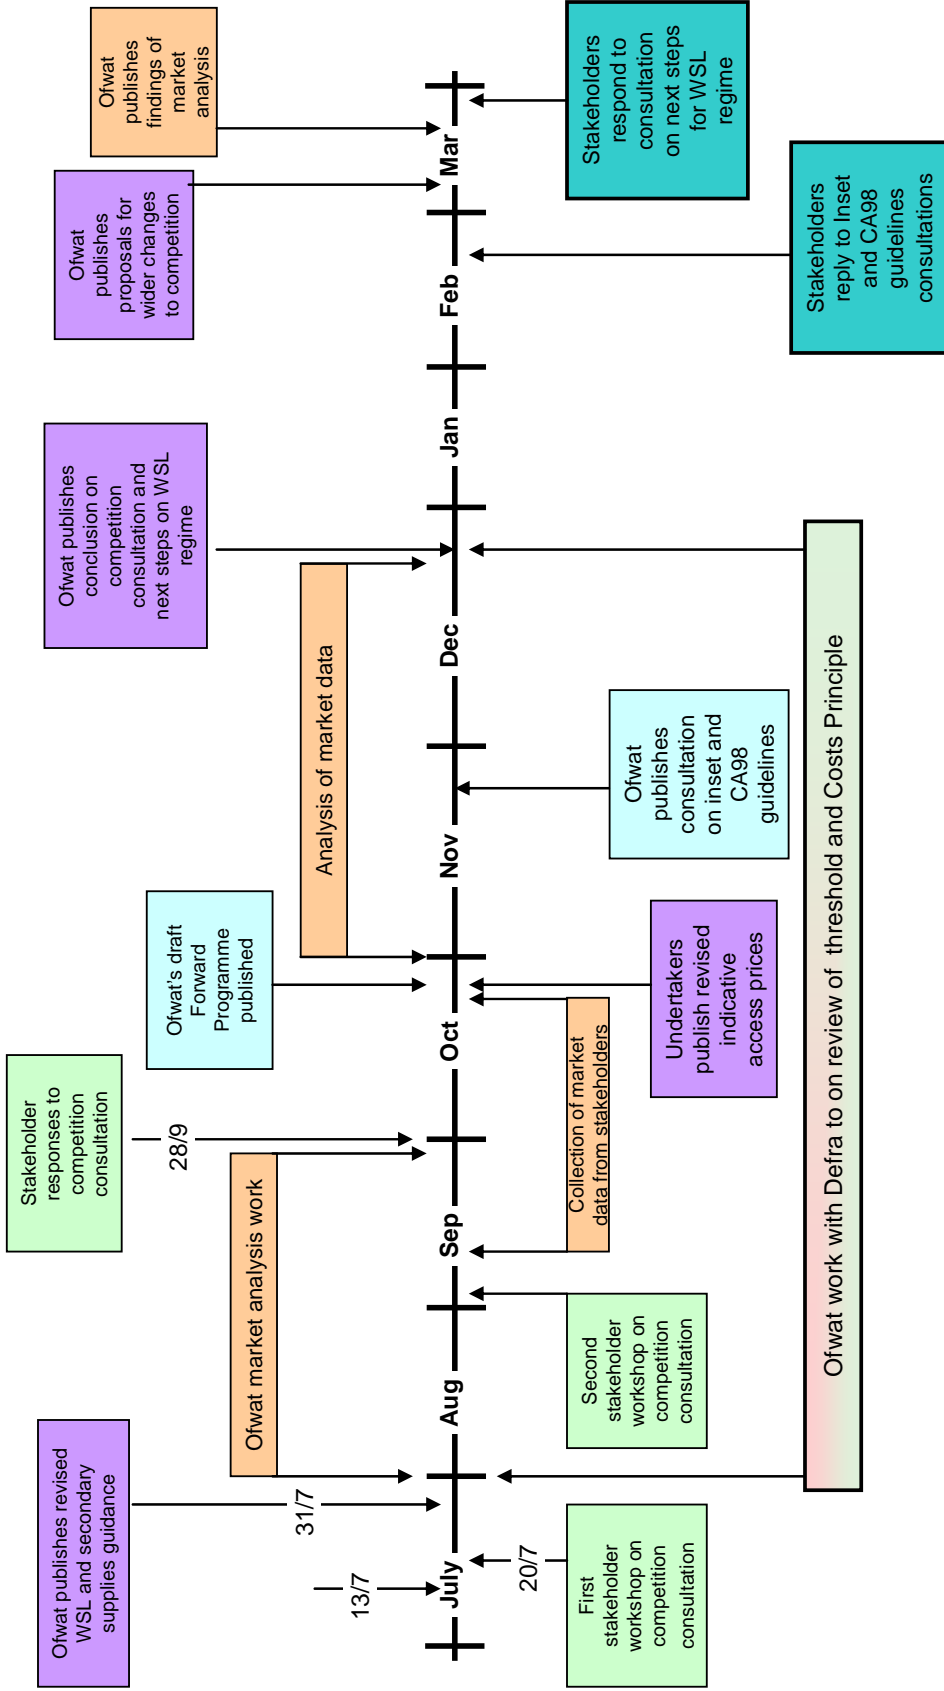 Ofwat publishes revised
WSL and secondary
supplies guidance
Stakeholder
responses to
competition
consultation
Ofwat's draft
Forward
Programme
published
Ofwat publishes
conclusion on
competition
consultation and
next steps on WSL
regime
Ofwat
publishes
proposals for
wider changes
to competition
Ofwat
publishes
findings of
market
analysis
Ofwat market analysis work
Analysis of market data
13/7
31/7
28/9
July
Aug
Sep
Oct
Nov
Dec
Jan
Feb
Mar
20/7
First
stakeholder
workshop on
competition
consultation
Second
stakeholder
workshop on
competition
consultation
Collection of market
data from stakeholders
Undertakers
publish revised
indicative
access prices
Ofwat
publishes
consultation
on inset and
CA98
guidelines
Stakeholders
reply to Inset
and CA98
guidelines
consultations
Stakeholders
respond to
consultation
on next steps
for WSL
regime
Ofwat work with Defra to on review of threshold and Costs Principle